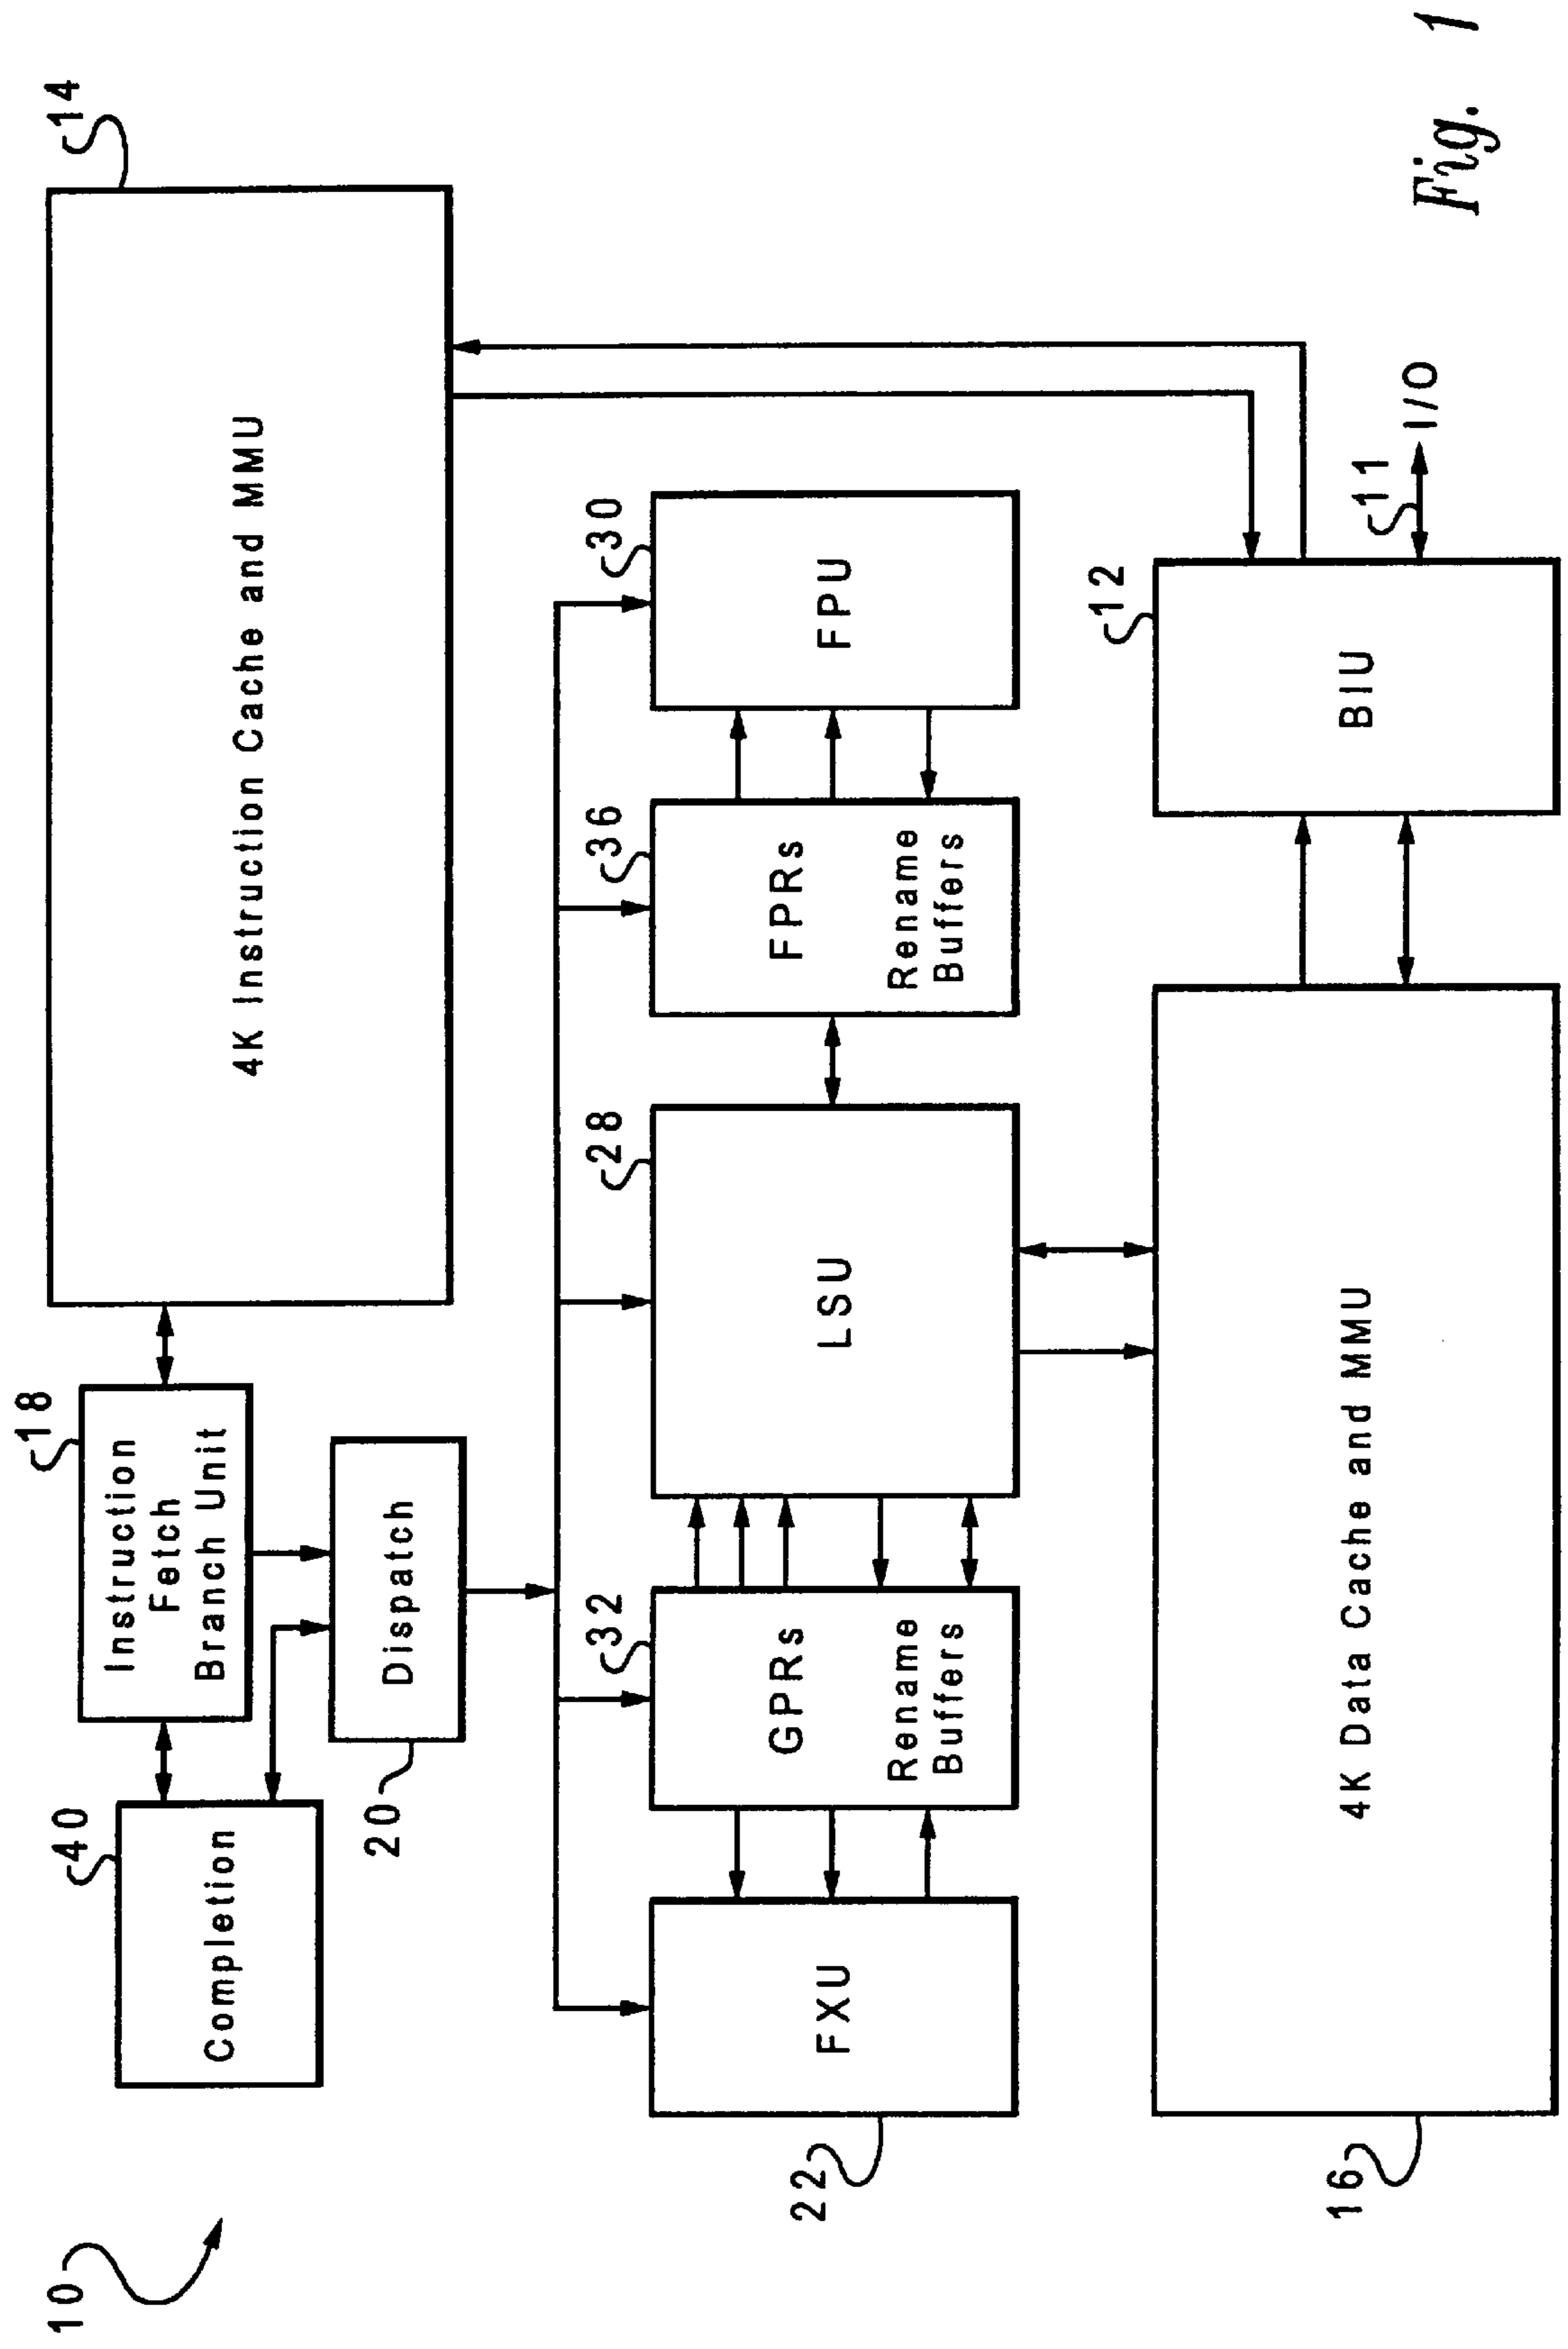 10
40
Completion
18
Instruction
Fetch
Branch Unit
14
4K Instruction Cache and MMU
20
Dispatch
22
FXU
32
GPRs
Rename
Buffers
28
LSU
36
FPRs
Rename
Buffers
30
FPU
16
4K Data Cache and MMU
12
BIU
11
I/O
Fig. 1